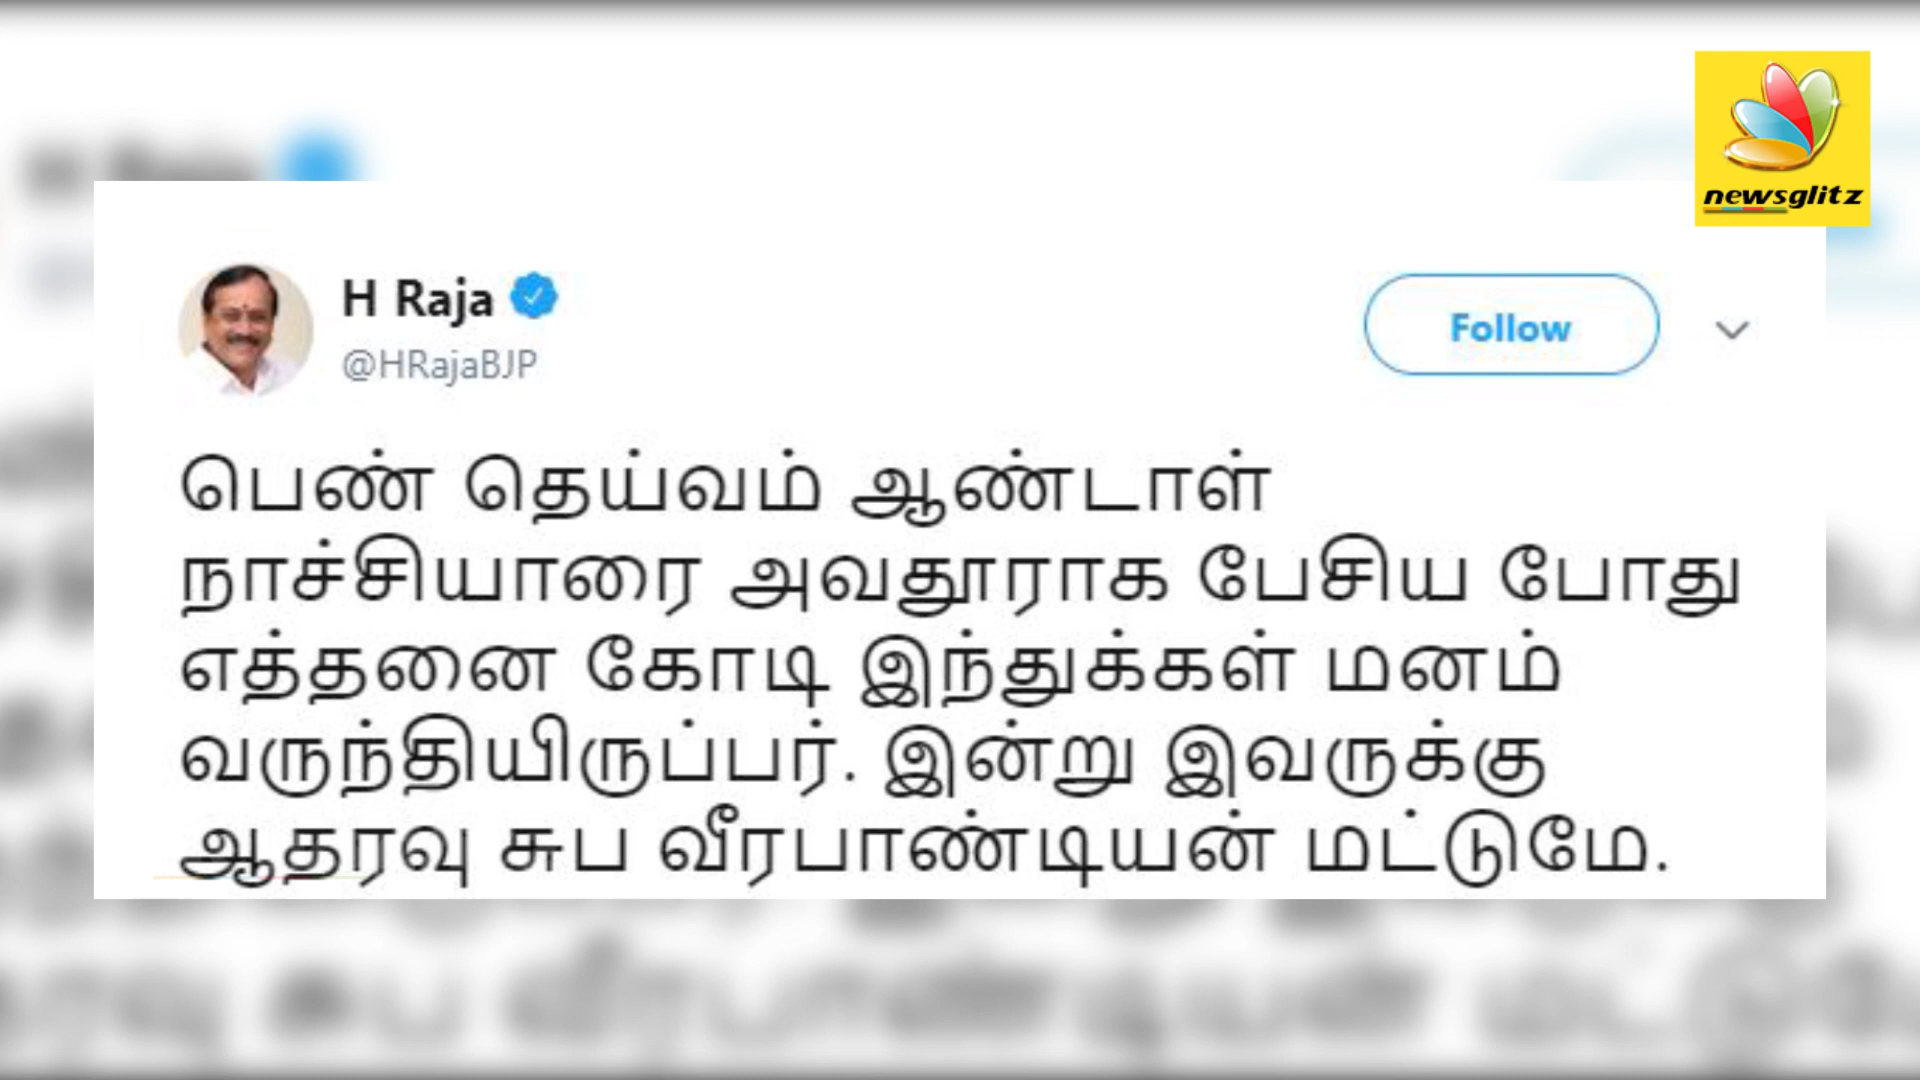 newsglitz
H Raja
@HRajaBJP
Follow
பெண் தெய்வம் ஆண்டாள்
நாச்சியாரை அவதூராக பேசிய போது
எத்தனை கோடி இந்துக்கள் மனம்
வருந்தியிருப்பர். இன்று இவருக்கு
ஆதரவு சுப வீரபாண்டியன் மட்டுமே.